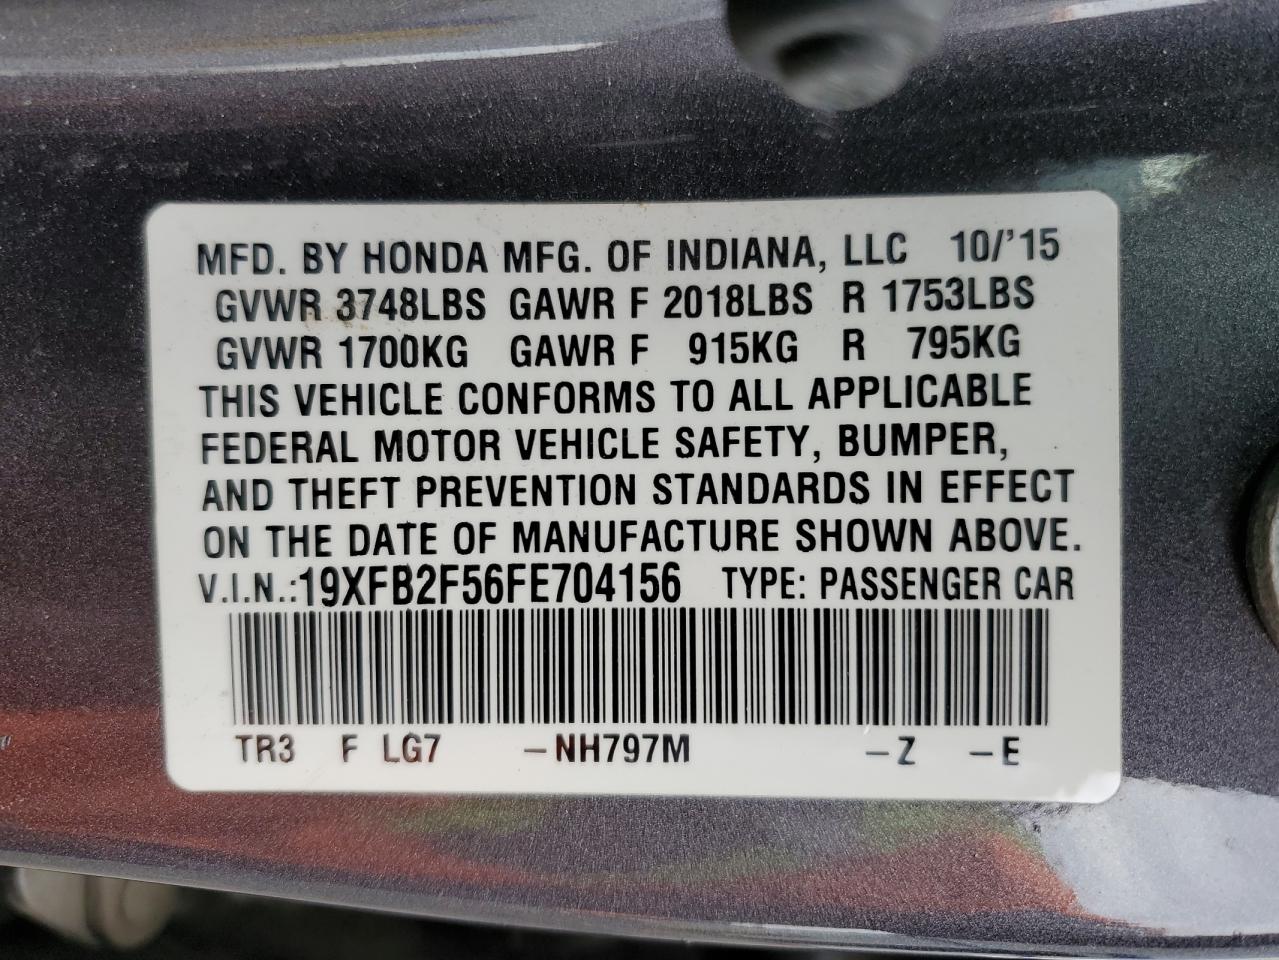 MFD. BY HONDA MFG. OF INDIANA, LLC 10/'15
GVWR 3748LBS GAWR F 2018LBS R 1753LBS
GVWR 1700KG GAWR F 915KG R 795KG
THIS VEHICLE CONFORMS TO ALL APPLICABLE
FEDERAL MOTOR VEHICLE SAFETY, BUMPER,
AND THEFT PREVENTION STANDARDS IN EFFECT
ON THE DATE OF MANUFACTURE SHOWN ABOVE.
V.I.N.:19XFB2F56FE704156 TYPE: PASSENGER CAR
TR3 F LG7 –NH797M –Z –E